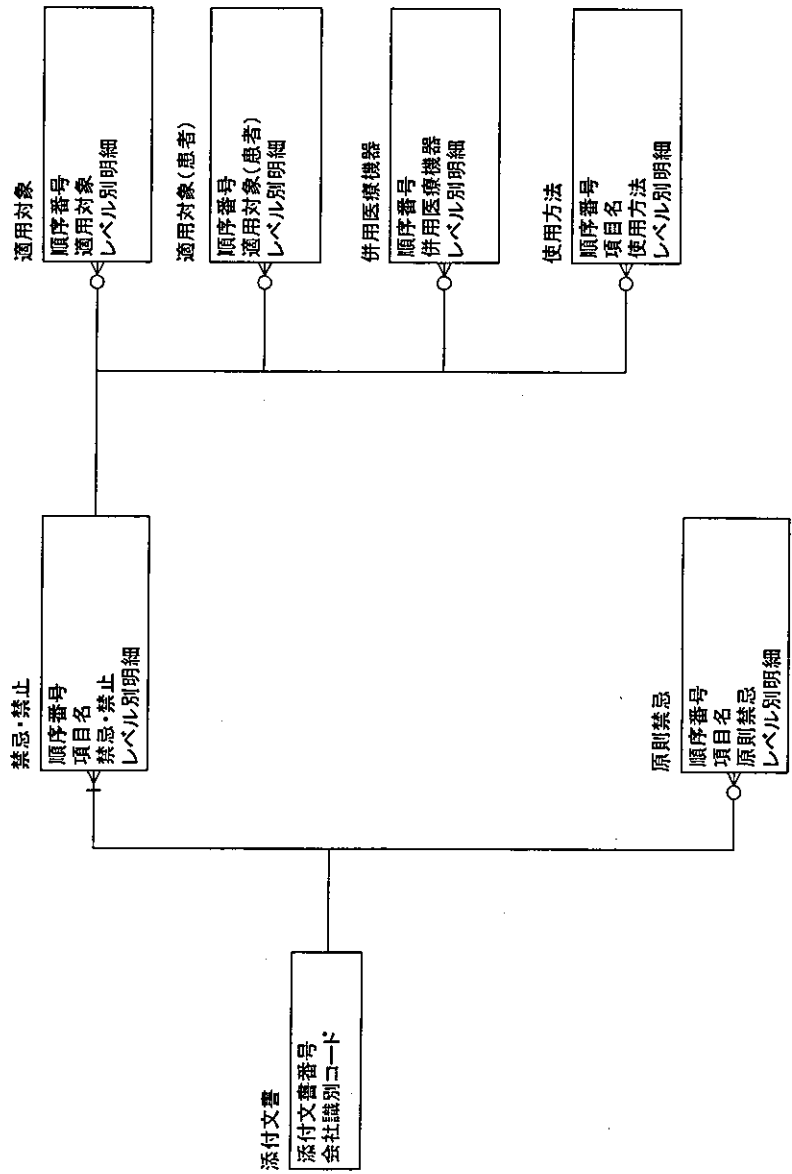 添付文書
添付文書番号
会社識別コード
禁忌・禁止
順序番号
項目名
禁忌・禁止
レベル別明細
原則禁忌
順序番号
項目名
原則禁忌
レベル別明細
適用対象
順序番号
適用対象
レベル別明細
適用対象(患者)
順序番号
適用対象(患者)
レベル別明細
併用医療機器
順序番号
併用医療機器
レベル別明細
使用方法
順序番号
項目名
使用方法
レベル別明細